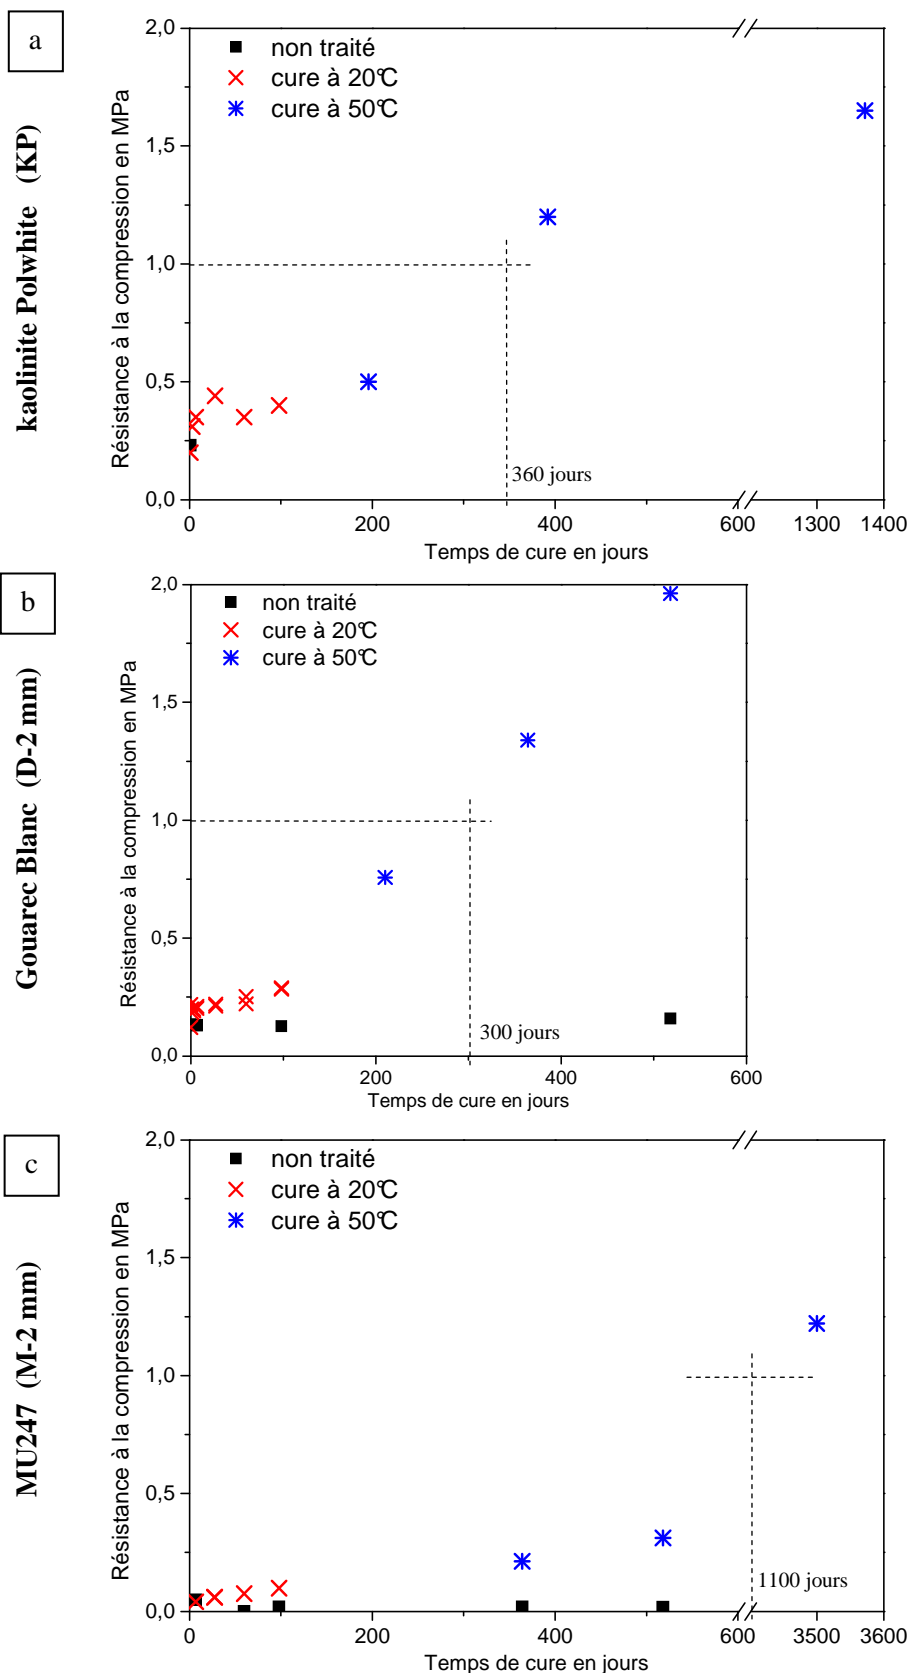 a
kaolinite Polwhite (KP)
Résistance à la compression en MPa
2,0
1,5
1,0
0,5
0,0
non traité
cure à 20°C
cure à 50°C
360 jours
0
200
400
600
1300
1400
Temps de cure en jours
b
Gouarec Blanc (D-2 mm)
Résistance à la compression en MPa
2,0
1,5
1,0
0,5
0,0
non traité
cure à 20°C
cure à 50°C
300 jours
0
200
400
600
Temps de cure en jours
c
MU247 (M-2 mm)
Résistance à la compression en MPa
2,0
1,5
1,0
0,5
0,0
non traité
cure à 20°C
cure à 50°C
1100 jours
0
200
400
600
3500
3600
Temps de cure en jours